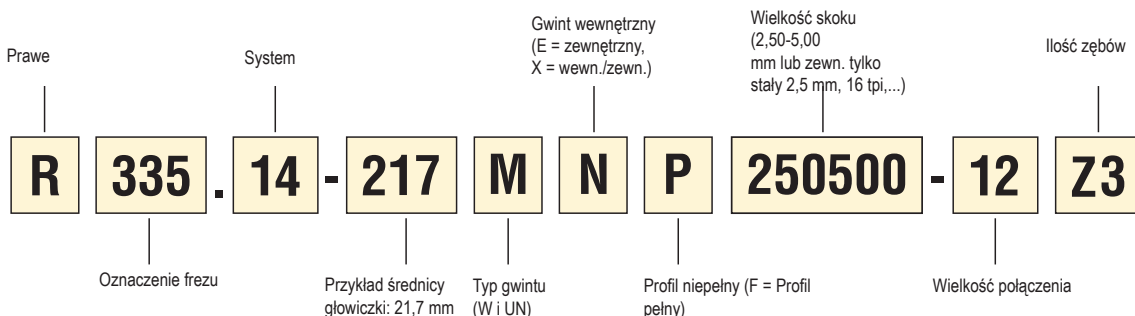 Prawe
System
Gwint wewnętrzny
(E = zewnętrzny,
X = wewn./zewn.)
Wielkość skoku
(2,50-5,00
mm lub zewn. tylko
stały 2,5 mm, 16 tpi,...)
Ilość zębów
R 335 . 14 - 217 M N P 250500 - 12 Z3
Oznaczenie frezu
Przykład średnicy
głowiczki: 21,7 mm
Typ gwintu
(W i UN)
Profil niepełny (F = Profil
pełny)
Wielkość połączenia